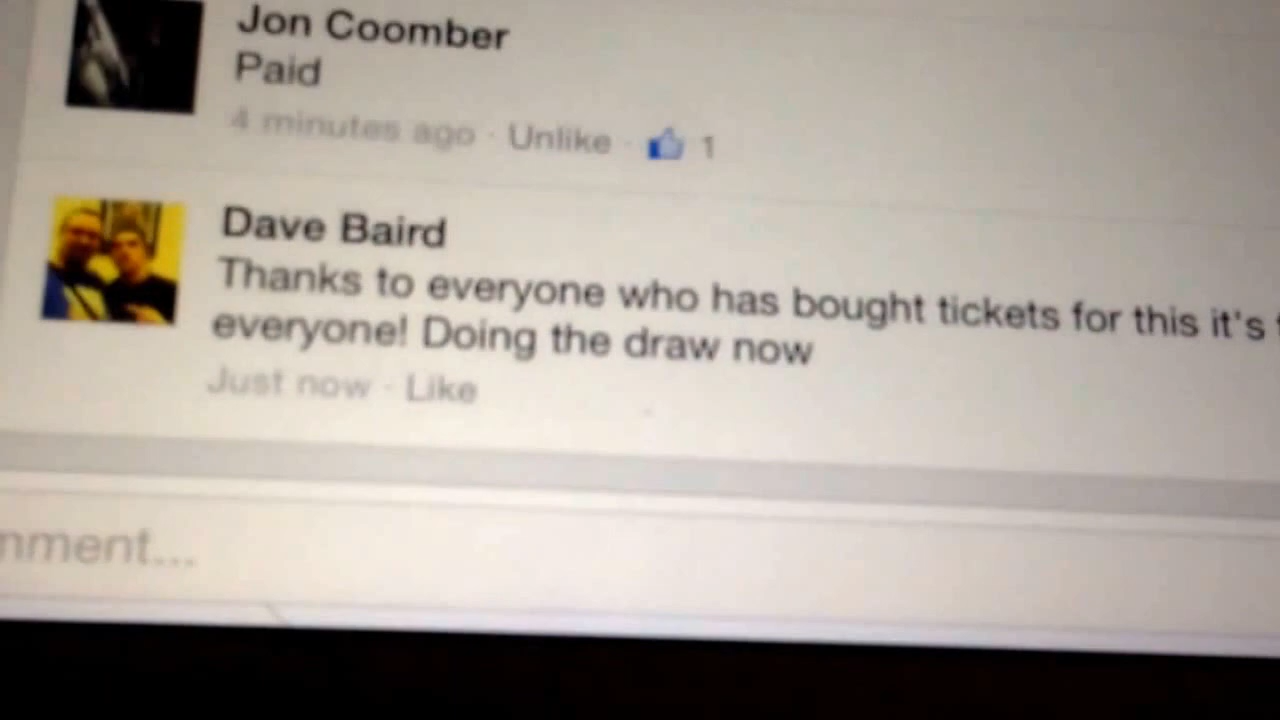 Jon Coomber
Paid
4 minutes ago · Unlike · 1
Dave Baird
Thanks to everyone who has bought tickets for this it's
everyone! Doing the draw now
Just now · Like
nment...